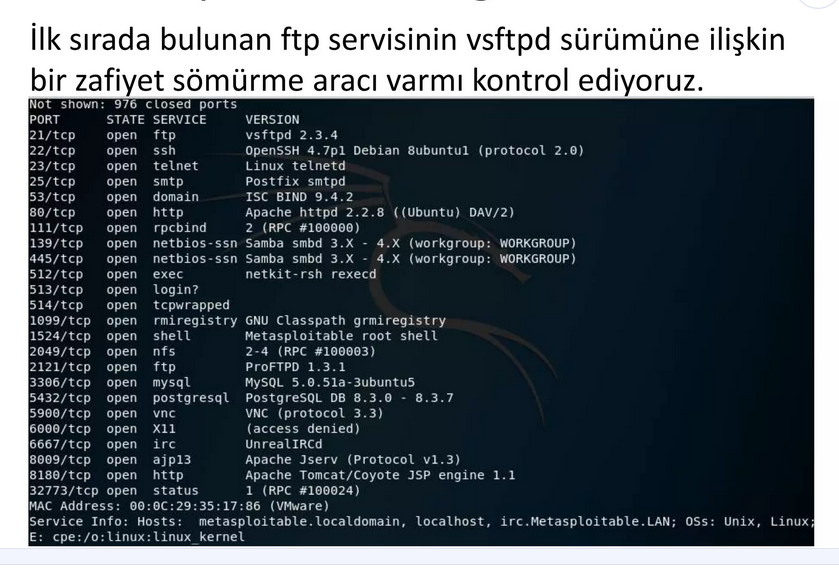 İlk sırada bulunan ftp servisinin vsftpd sürümüne ilişkin
bir zafiyet sömürme aracı varmı kontrol ediyoruz.
Not shown: 976 closed ports
PORT STATE SERVICE VERSION
21/tcp open ftp vsftpd 2.3.4
22/tcp open ssh OpenSSH 4.7p1 Debian 8ubuntu1 (protocol 2.0)
23/tcp open telnet Linux telnetd
25/tcp open smtp Postfix smtpd
53/tcp open domain ISC BIND 9.4.2
80/tcp open http Apache httpd 2.2.8 ((Ubuntu) DAV/2)
111/tcp open rpcbind 2 (RPC #100000)
139/tcp open netbios-ssn Samba smbd 3.X - 4.X (workgroup: WORKGROUP)
445/tcp open netbios-ssn Samba smbd 3.X - 4.X (workgroup: WORKGROUP)
512/tcp open exec netkit-rsh rexecd
513/tcp open login?
514/tcp open tcpwrapped
1099/tcp open rmiregistry GNU Classpath grmiregistry
1524/tcp open shell Metasploitable root shell
2049/tcp open nfs 2-4 (RPC #100003)
2121/tcp open ftp ProFTPD 1.3.1
3306/tcp open mysql MySQL 5.0.51a-3ubuntu5
5432/tcp open postgresql PostgreSQL DB 8.3.0 - 8.3.7
5900/tcp open vnc VNC (protocol 3.3)
6000/tcp open X11 (access denied)
6667/tcp open irc UnrealIRCd
8009/tcp open ajp13 Apache Jserv (Protocol v1.3)
8180/tcp open http Apache Tomcat/Coyote JSP engine 1.1
32773/tcp open status 1 (RPC #100024)
MAC Address: 00:0C:29:35:17:86 (VMware)
Service Info: Hosts: metasploitable.localdomain, localhost, irc.Metasploitable.LAN; OSs: Unix, Linux;
E: cpe:/o:linux:linux_kernel